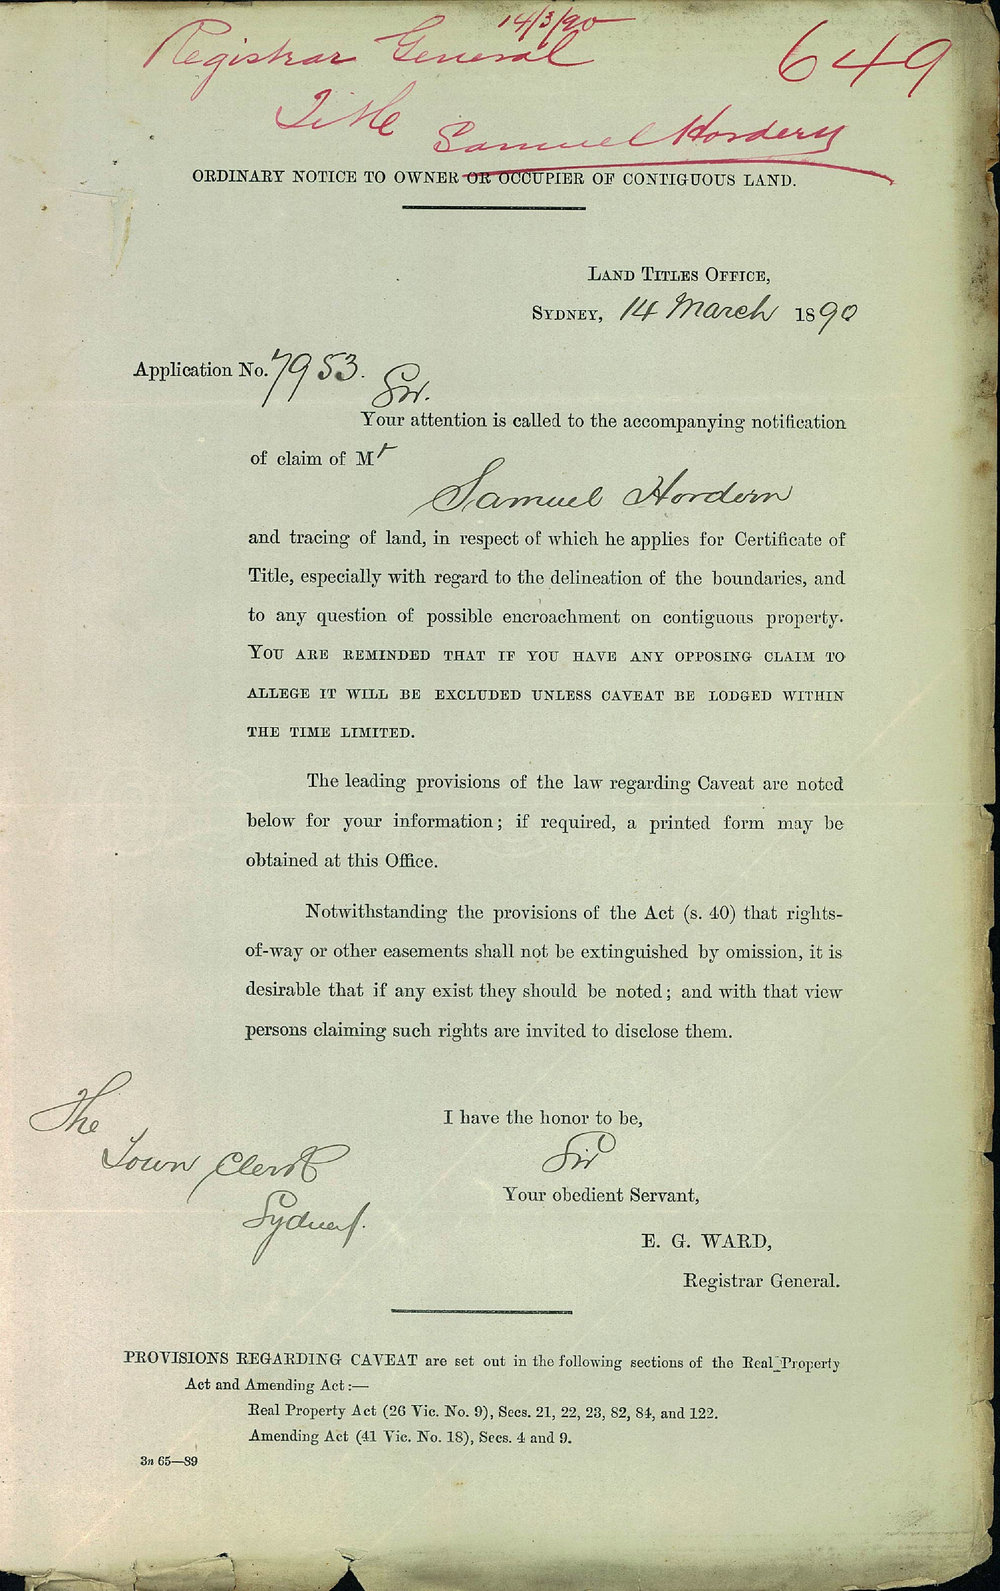 14/3/90
Registrar General 649
Title Samuel Hordern
ORDINARY NOTICE TO OWNER OR OCCUPIER OF CONTIGUOUS LAND.
LAND TITLES OFFICE,
SYDNEY, 14 March 1890
Application No. 7953.
Sir.
Your attention is called to the accompanying notification
of claim of Mr
Samuel Hordern
and tracing of land, in respect of which he applies for Certificate of
Title, especially with regard to the delineation of the boundaries, and
to any question of possible encroachment on contiguous property.
YOU ARE REMINDED THAT IF YOU HAVE ANY OPPOSING CLAIM TO
ALLEGE IT WILL BE EXCLUDED UNLESS CAVEAT BE LODGED WITHIN
THE TIME LIMITED.
The leading provisions of the law regarding Caveat are noted
below for your information; if required, a printed form may be
obtained at this Office.
Notwithstanding the provisions of the Act (s. 40) that rights-
of-way or other easements shall not be extinguished by omission, it is
desirable that if any exist they should be noted; and with that view
persons claiming such rights are invited to disclose them.
I have the honor to be,
Sir
Your obedient Servant,
E. G. WARD,
Registrar General.
The
Town Clerk
Sydney.
PROVISIONS REGARDING CAVEAT are set out in the following sections of the Real Property
Act and Amending Act:—
Real Property Act (26 Vic. No. 9), Secs. 21, 22, 23, 82, 84, and 122.
Amending Act (41 Vic. No. 18), Secs. 4 and 9.
3n 65—89